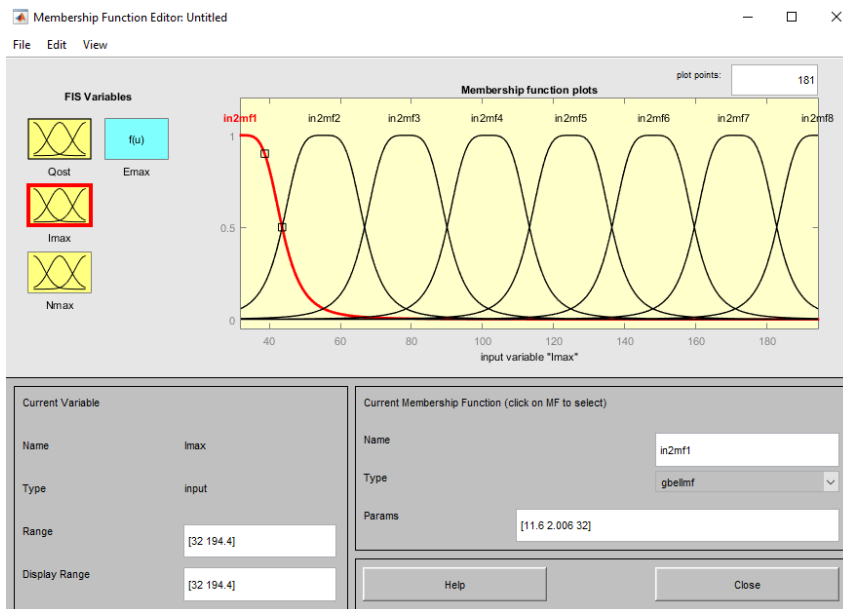 Membership Function Editor: Untitled
File Edit View
FIS Variables
f(u)
Qost Emax
Imax
Nmax
plot points: 181
Membership function plots
in2mf1 in2mf2 in2mf3 in2mf4 in2mf5 in2mf6 in2mf7 in2mf8
1
0.5
0
40 60 80 100 120 140 160 180
input variable "Imax"
Current Variable
Name Imax
Type input
Range [32 194.4]
Display Range [32 194.4]
Current Membership Function (click on MF to select)
Name in2mf1
Type gbellmf
Params [11.6 2.006 32]
Help Close